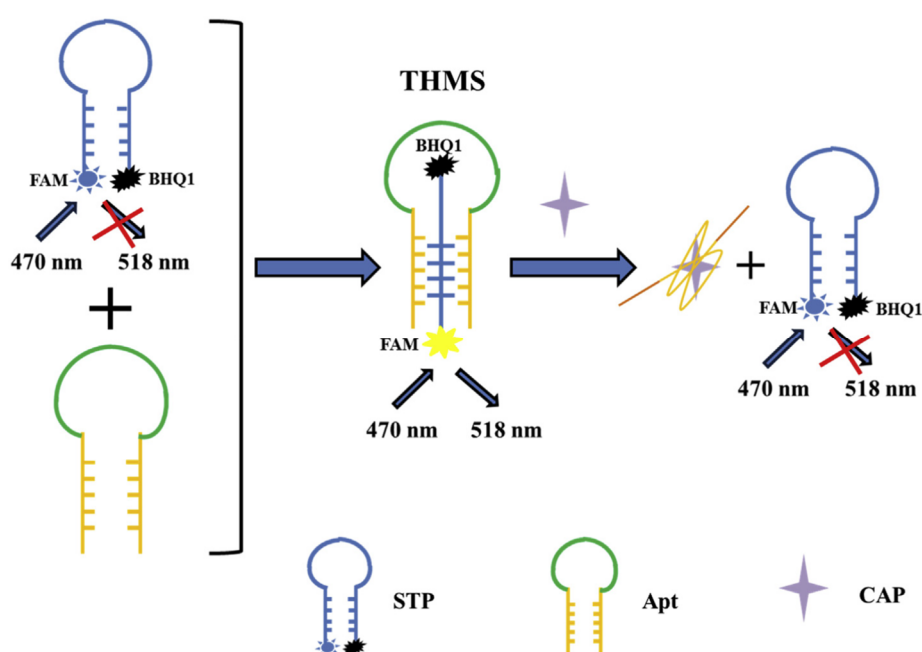 THMS
BHQ1
FAM
BHQ1
470 nm
518 nm
FAM
470 nm
518 nm
FAM
BHQ1
470 nm
518 nm
STP
Apt
CAP